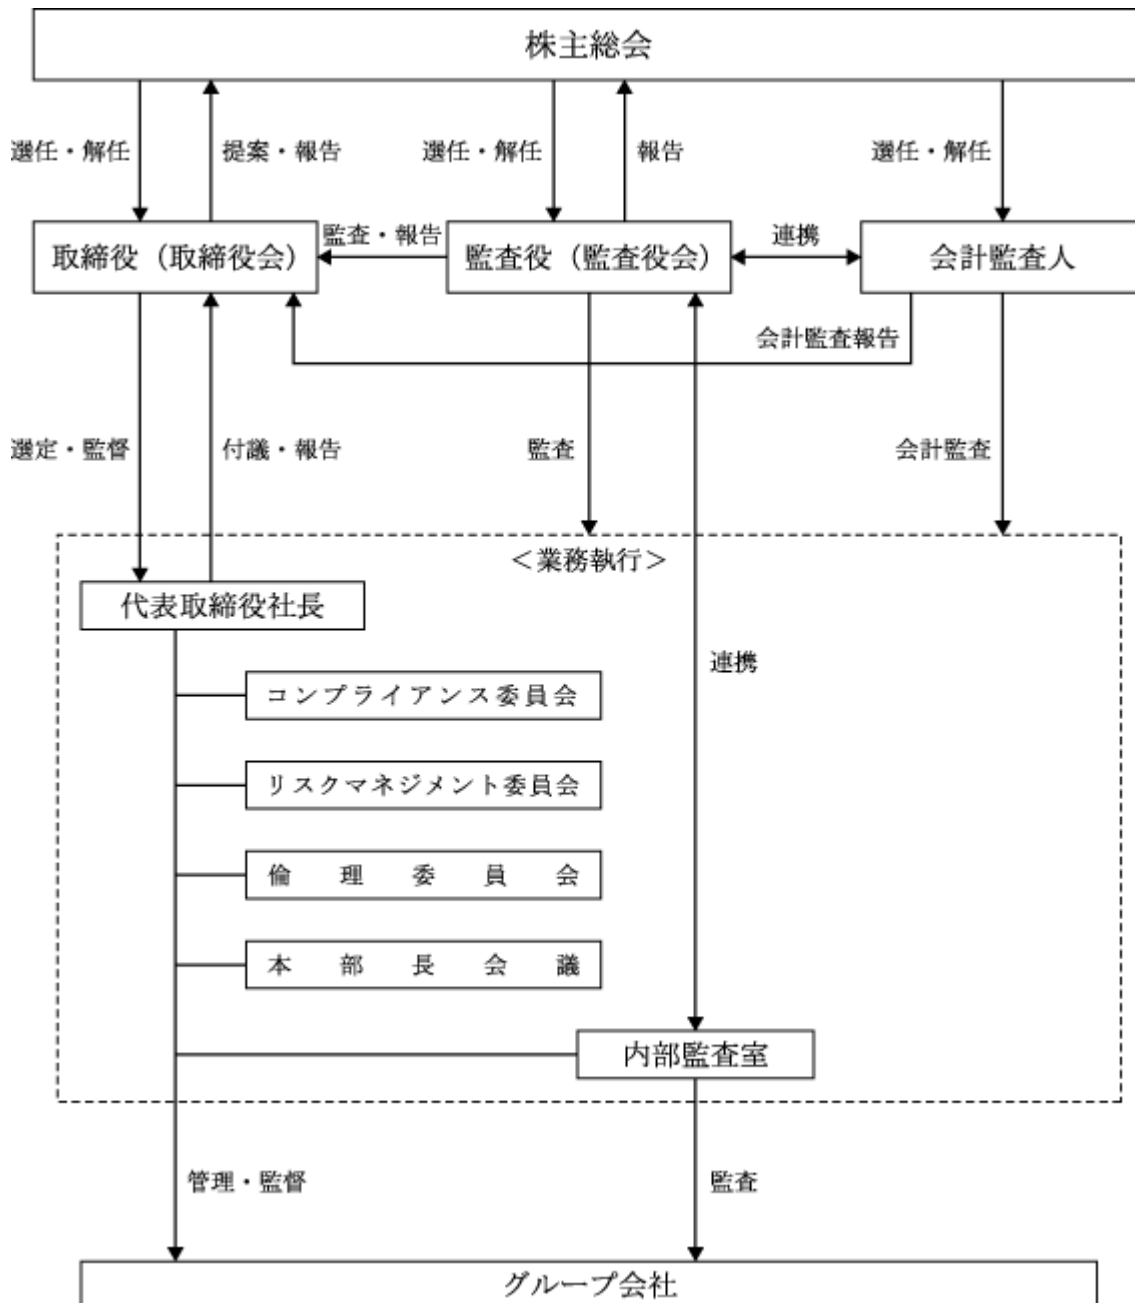 株主総会
選任・解任
提案・報告
選任・解任
報告
選任・解任
取締役（取締役会）
監査・報告
監査役（監査役会）
連携
会計監査人
会計監査報告
選定・監督
付議・報告
監査
会計監査
＜業務執行＞
代表取締役社長
連携
コンプライアンス委員会
リスクマネジメント委員会
倫理委員会
本部長会議
内部監査室
管理・監督
監査
グループ会社